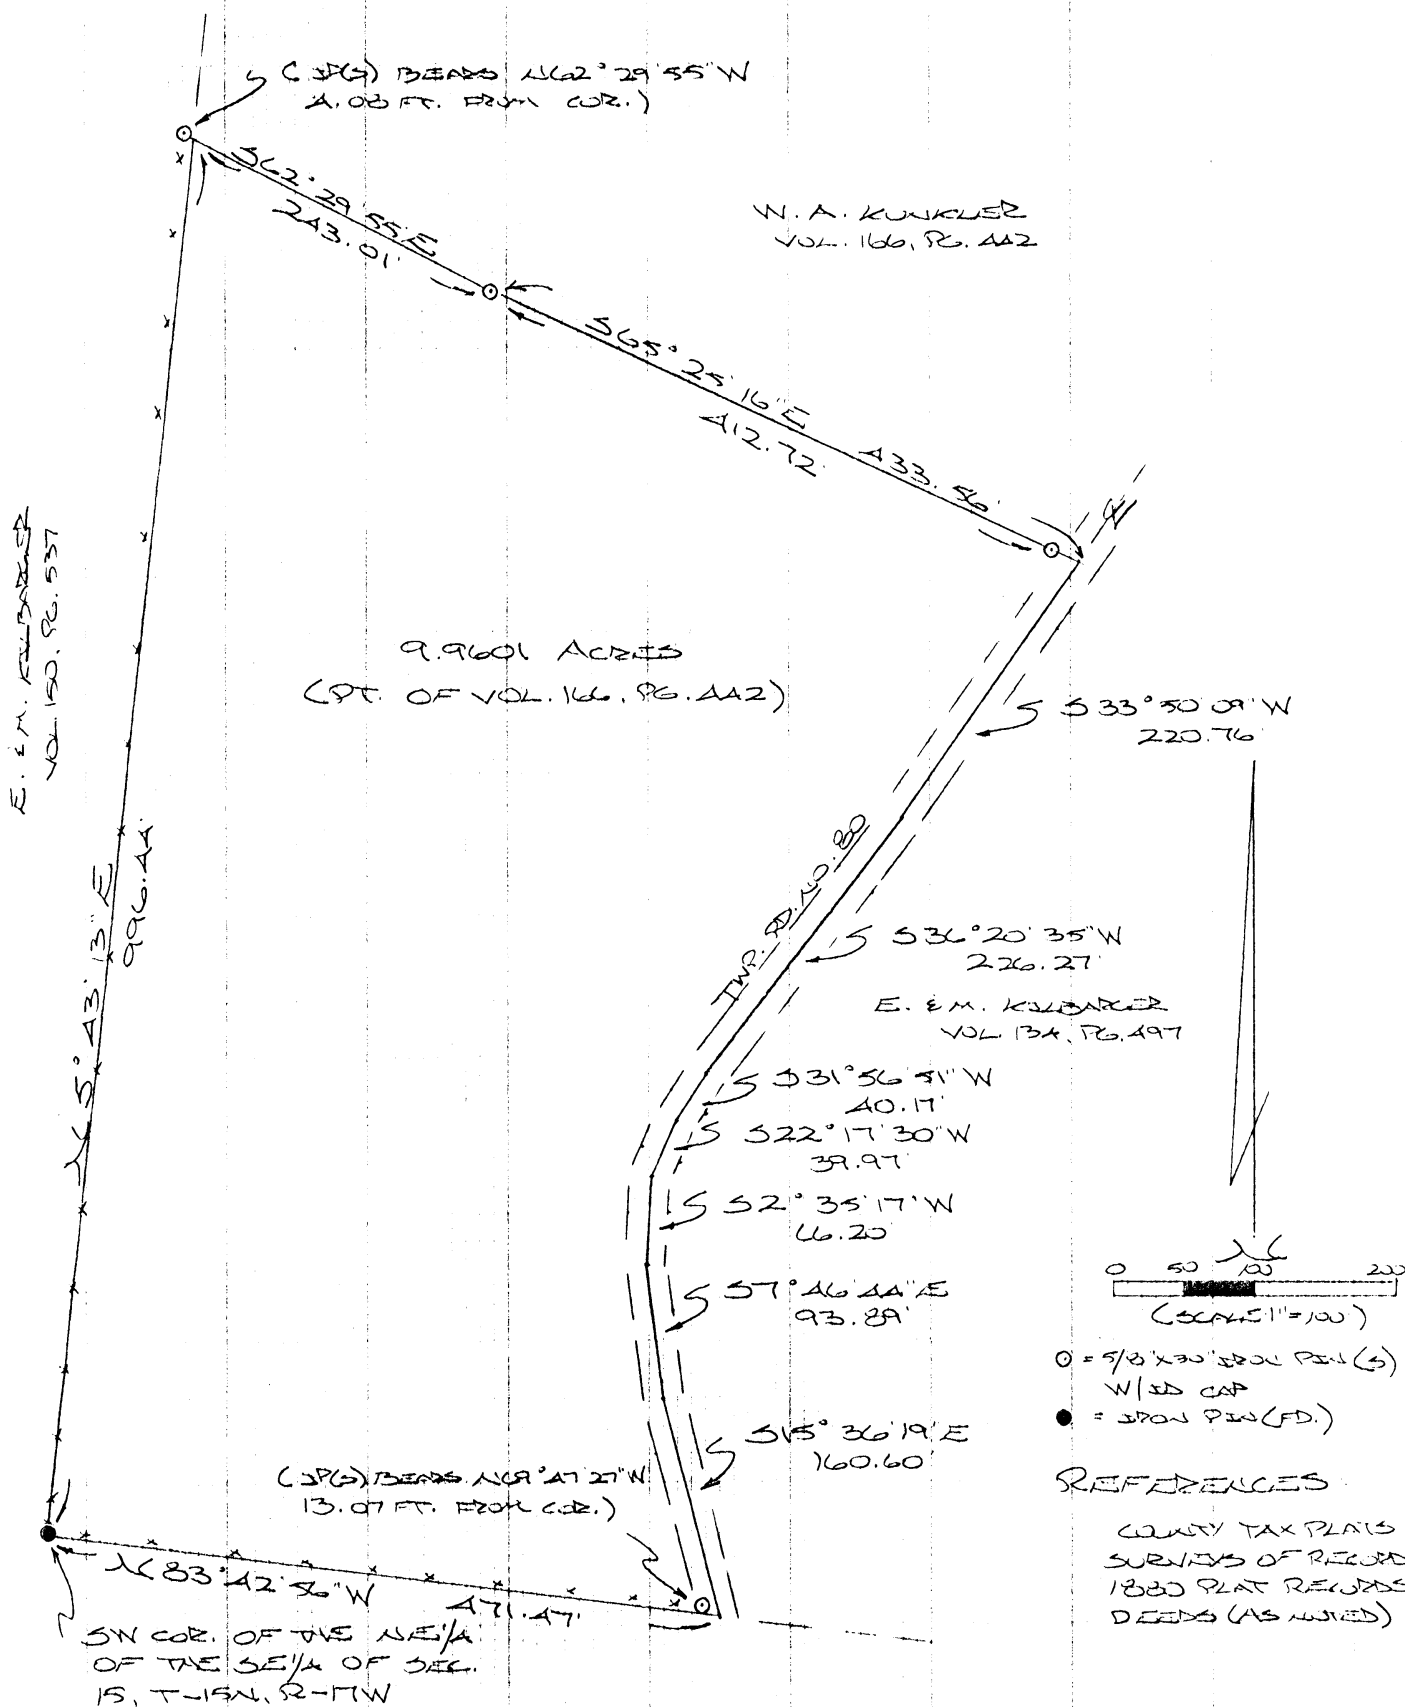 (IP(S) BEARS N62°29'55"W
4.08 FT. FROM COR.)
S62°29'55"E
243.01'
W. A. KUNKLER
VOL. 166, PG. 442
S65°25'16"E
412.72'
433.56'
℄
E. & M. KILBARGER
VOL. 150, PG. 537
9.9601 ACRES
(PT. OF VOL. 166, PG. 442)
S33°50'09"W
220.76'
N5°43'13"E
996.44'
TWP. RD. NO. 80
S36°20'35"W
226.27'
E. & M. KILBARGER
VOL. 134, PG. 497
S31°56'51"W
40.17'
S22°17'30"W
39.97'
S2°35'17"W
66.20'
N
0 50 100 200
(SCALE 1"=100')
S7°46'44"E
93.89'
⊙ = 5/8"X30" IRON PIN (S)
W/ID CAP
● = IRON PIN (FD.)
S15°36'19"E
160.60'
(IP(S) BEARS N69°47'27"W
13.07 FT. FROM COR.)
REFERENCES
COUNTY TAX PLATS
SURVEYS OF RECORD
1880 PLAT RECORDS
DEEDS (AS NOTED)
N83°42'56"W
471.47'
SW COR. OF THE NE1/4
OF THE SE1/4 OF SEC.
15, T-15N, R-17W